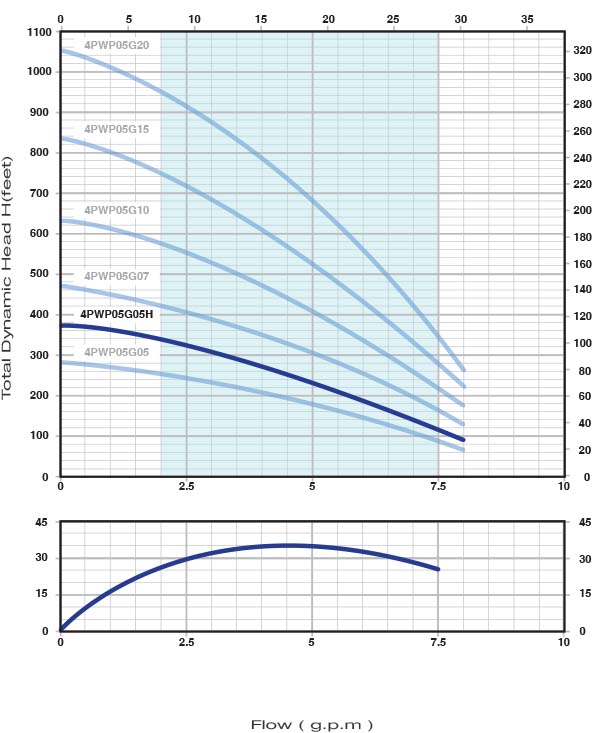 0 5 10 15 20 25 28 30 35
1100
4PWP05G20
320
1000
300
900
280
4PWP05G15
260
800
240
700
220
4PWP05G10
200
600
180
500
160
4PWP05G07
140
400
4PWP05G05H
120
300
4PWP05G05
100
80
200
60
100
40
20
0 0
0 2.5 5 7.5 10
Total Dynamic Head H(feet)
45 45
30 30
15 15
0 0
0 2.5 5 7.5 10
Flow ( g.p.m )